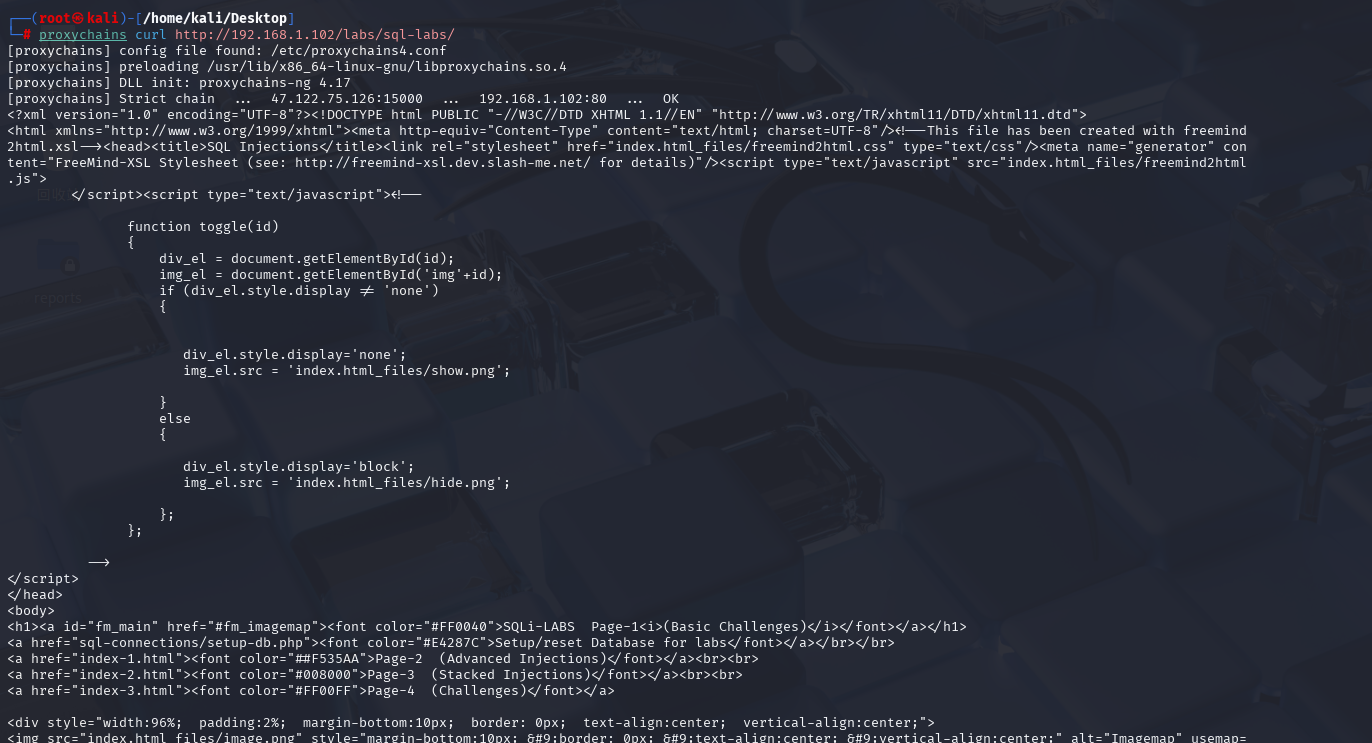 ┌──(root㉿kali)-[/home/kali/Desktop]
└─# proxychains curl http://192.168.1.102/labs/sql-labs/
[proxychains] config file found: /etc/proxychains4.conf
[proxychains] preloading /usr/lib/x86_64-linux-gnu/libproxychains.so.4
[proxychains] DLL init: proxychains-ng 4.17
[proxychains] Strict chain  ...  47.122.75.126:15000  ...  192.168.1.102:80  ...  OK
<?xml version="1.0" encoding="UTF-8"?><!DOCTYPE html PUBLIC "-//W3C//DTD XHTML 1.1//EN" "http://www.w3.org/TR/xhtml11/DTD/xhtml11.dtd">
<html xmlns="http://www.w3.org/1999/xhtml"><meta http-equiv="Content-Type" content="text/html; charset=UTF-8"/><!--This file has been created with freemind
2html.xsl--><head><title>SQL Injections</title><link rel="stylesheet" href="index.html_files/freemind2html.css" type="text/css"/><meta name="generator" con
tent="FreeMind-XSL Stylesheet (see: http://freemind-xsl.dev.slash-me.net/ for details)"/><script type="text/javascript" src="index.html_files/freemind2html
.js">
        </script><script type="text/javascript"><!--
               function toggle(id)
               {
                   div_el = document.getElementById(id);
                   img_el = document.getElementById('img'+id);
                   if (div_el.style.display != 'none')
                   {
                      div_el.style.display='none';
                      img_el.src = 'index.html_files/show.png';
                   }
                   else
                   {
                      div_el.style.display='block';
                      img_el.src = 'index.html_files/hide.png';
                   };
               };
          -->
reports
</script>
</head>
<body>
<h1><a id="fm_main" href="#fm_imagemap"><font color="#FF0040">SQLi-LABS  Page-1<i>(Basic Challenges)</i></font></a></h1>
<a href="sql-connections/setup-db.php"><font color="#E4287C">Setup/reset Database for labs</font></a></br></br>
<a href="index-1.html"><font color="##F535AA">Page-2  (Advanced Injections)</font></a><br><br>
<a href="index-2.html"><font color="#008000">Page-3  (Stacked Injections)</font></a><br><br>
<a href="index-3.html"><font color="#FF00FF">Page-4  (Challenges)</font></a>
<div style="width:96%;  padding:2%;  margin-bottom:10px;  border: 0px;  text-align:center;  vertical-align:center;">
<img src="index.html_files/image.png" style="margin-bottom:10px; &#9;border: 0px; &#9;text-align:center; &#9;vertical-align:center;" alt="Imagemap" usemap=